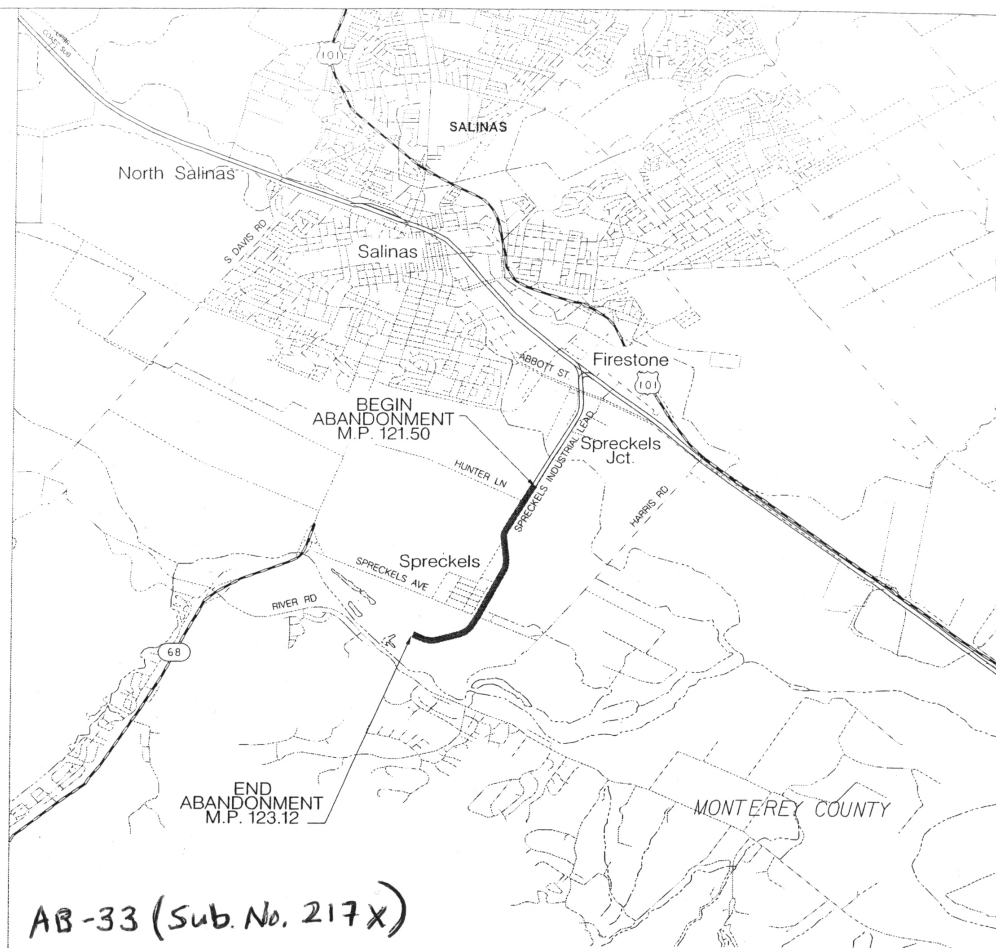 COAST SUB
101
SALINAS
North Salinas
S DAVIS RD
Salinas
ABBOTT ST
Firestone
101
BEGIN
ABANDONMENT
M.P. 121.50
SPRECKELS INDUSTRIAL LEAD
Spreckels
Jct.
HUNTER LN
HARRIS RD
Spreckels
SPRECKELS AVE
RIVER RD
68
END
ABANDONMENT
M.P. 123.12
MONTEREY COUNTY
AB-33 (Sub. No. 217X)